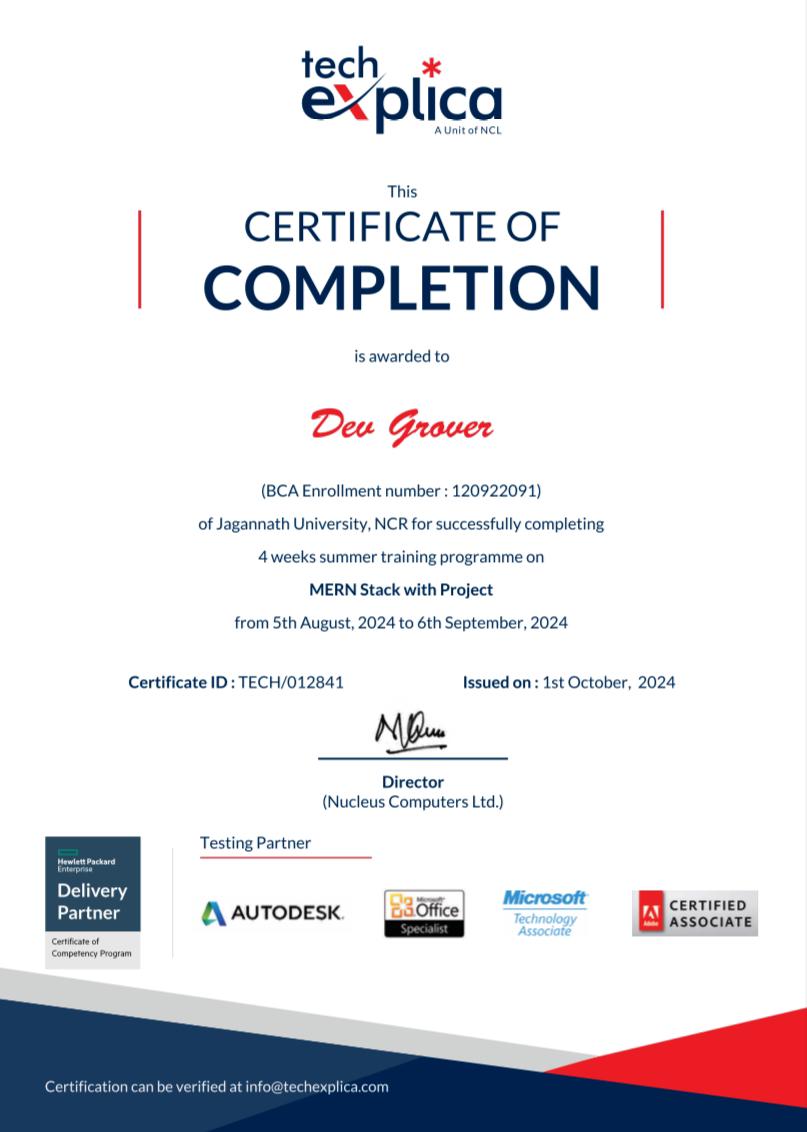 tech
explica
A Unit of NCL
This
CERTIFICATE OF
COMPLETION
is awarded to
Dev Grover
(BCA Enrollment number : 120922091)
of Jagannath University, NCR for successfully completing
4 weeks summer training programme on
MERN Stack with Project
from 5th August, 2024 to 6th September, 2024
Certificate ID : TECH/012841
Issued on : 1st October, 2024
Director
(Nucleus Computers Ltd.)
Hewlett Packard
Enterprise
Delivery
Partner
Certificate of
Competency Program
Testing Partner
AUTODESK.
Microsoft
Office
Specialist
Microsoft
Technology
Associate
Adobe
CERTIFIED
ASSOCIATE
Certification can be verified at info@techexplica.com